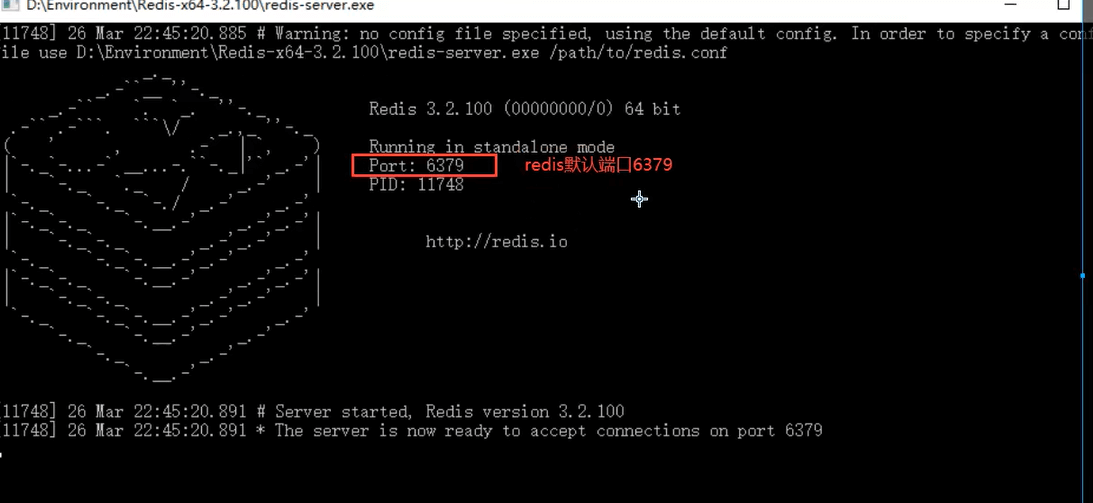 D:\Environment\Redis-x64-3.2.100\redis-server.exe
[11748] 26 Mar 22:45:20.885 # Warning: no config file specified, using the default config. In order to specify a conf
ile use D:\Environment\Redis-x64-3.2.100\redis-server.exe /path/to/redis.conf
Redis 3.2.100 (00000000/0) 64 bit
Running in standalone mode
Port: 6379 redis默认端口6379
PID: 11748
http://redis.io
[11748] 26 Mar 22:45:20.891 # Server started, Redis version 3.2.100
[11748] 26 Mar 22:45:20.891 * The server is now ready to accept connections on port 6379